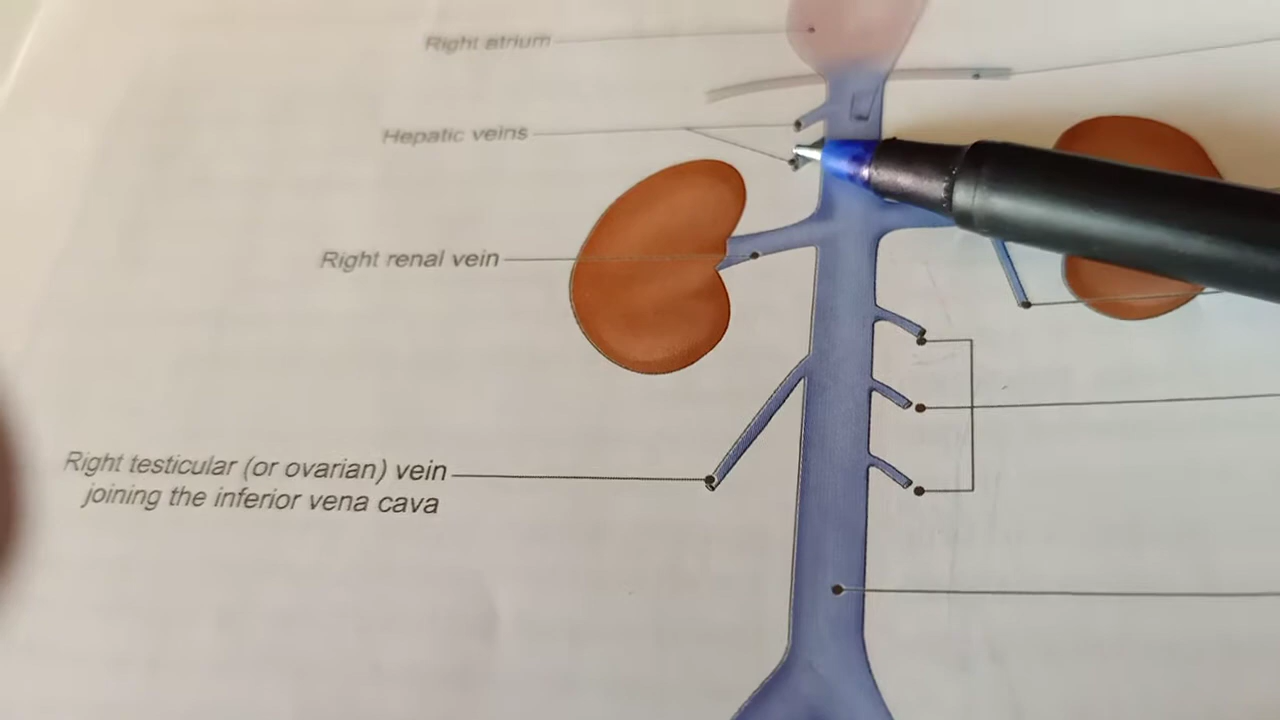 Right atrium
Hepatic veins
Right renal vein
Right testicular (or ovarian) vein
joining the inferior vena cava